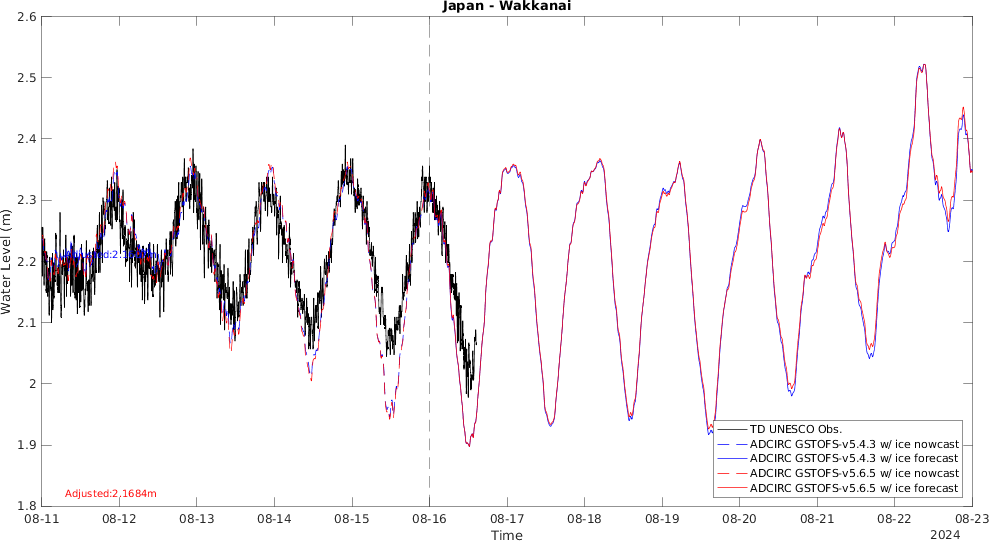 Japan - Wakkanai
2.6
2.5
2.4
2.3
2.2
2.1
2
1.9
1.8
Water Level (m)
Adjusted:2.1684m
TD UNESCO Obs.
ADCIRC GSTOFS-v5.4.3 w/ ice nowcast
ADCIRC GSTOFS-v5.4.3 w/ ice forecast
ADCIRC GSTOFS-v5.6.5 w/ ice nowcast
ADCIRC GSTOFS-v5.6.5 w/ ice forecast
08-11 08-12 08-13 08-14 08-15 08-16 08-17 08-18 08-19 08-20 08-21 08-22 08-23
Time
2024